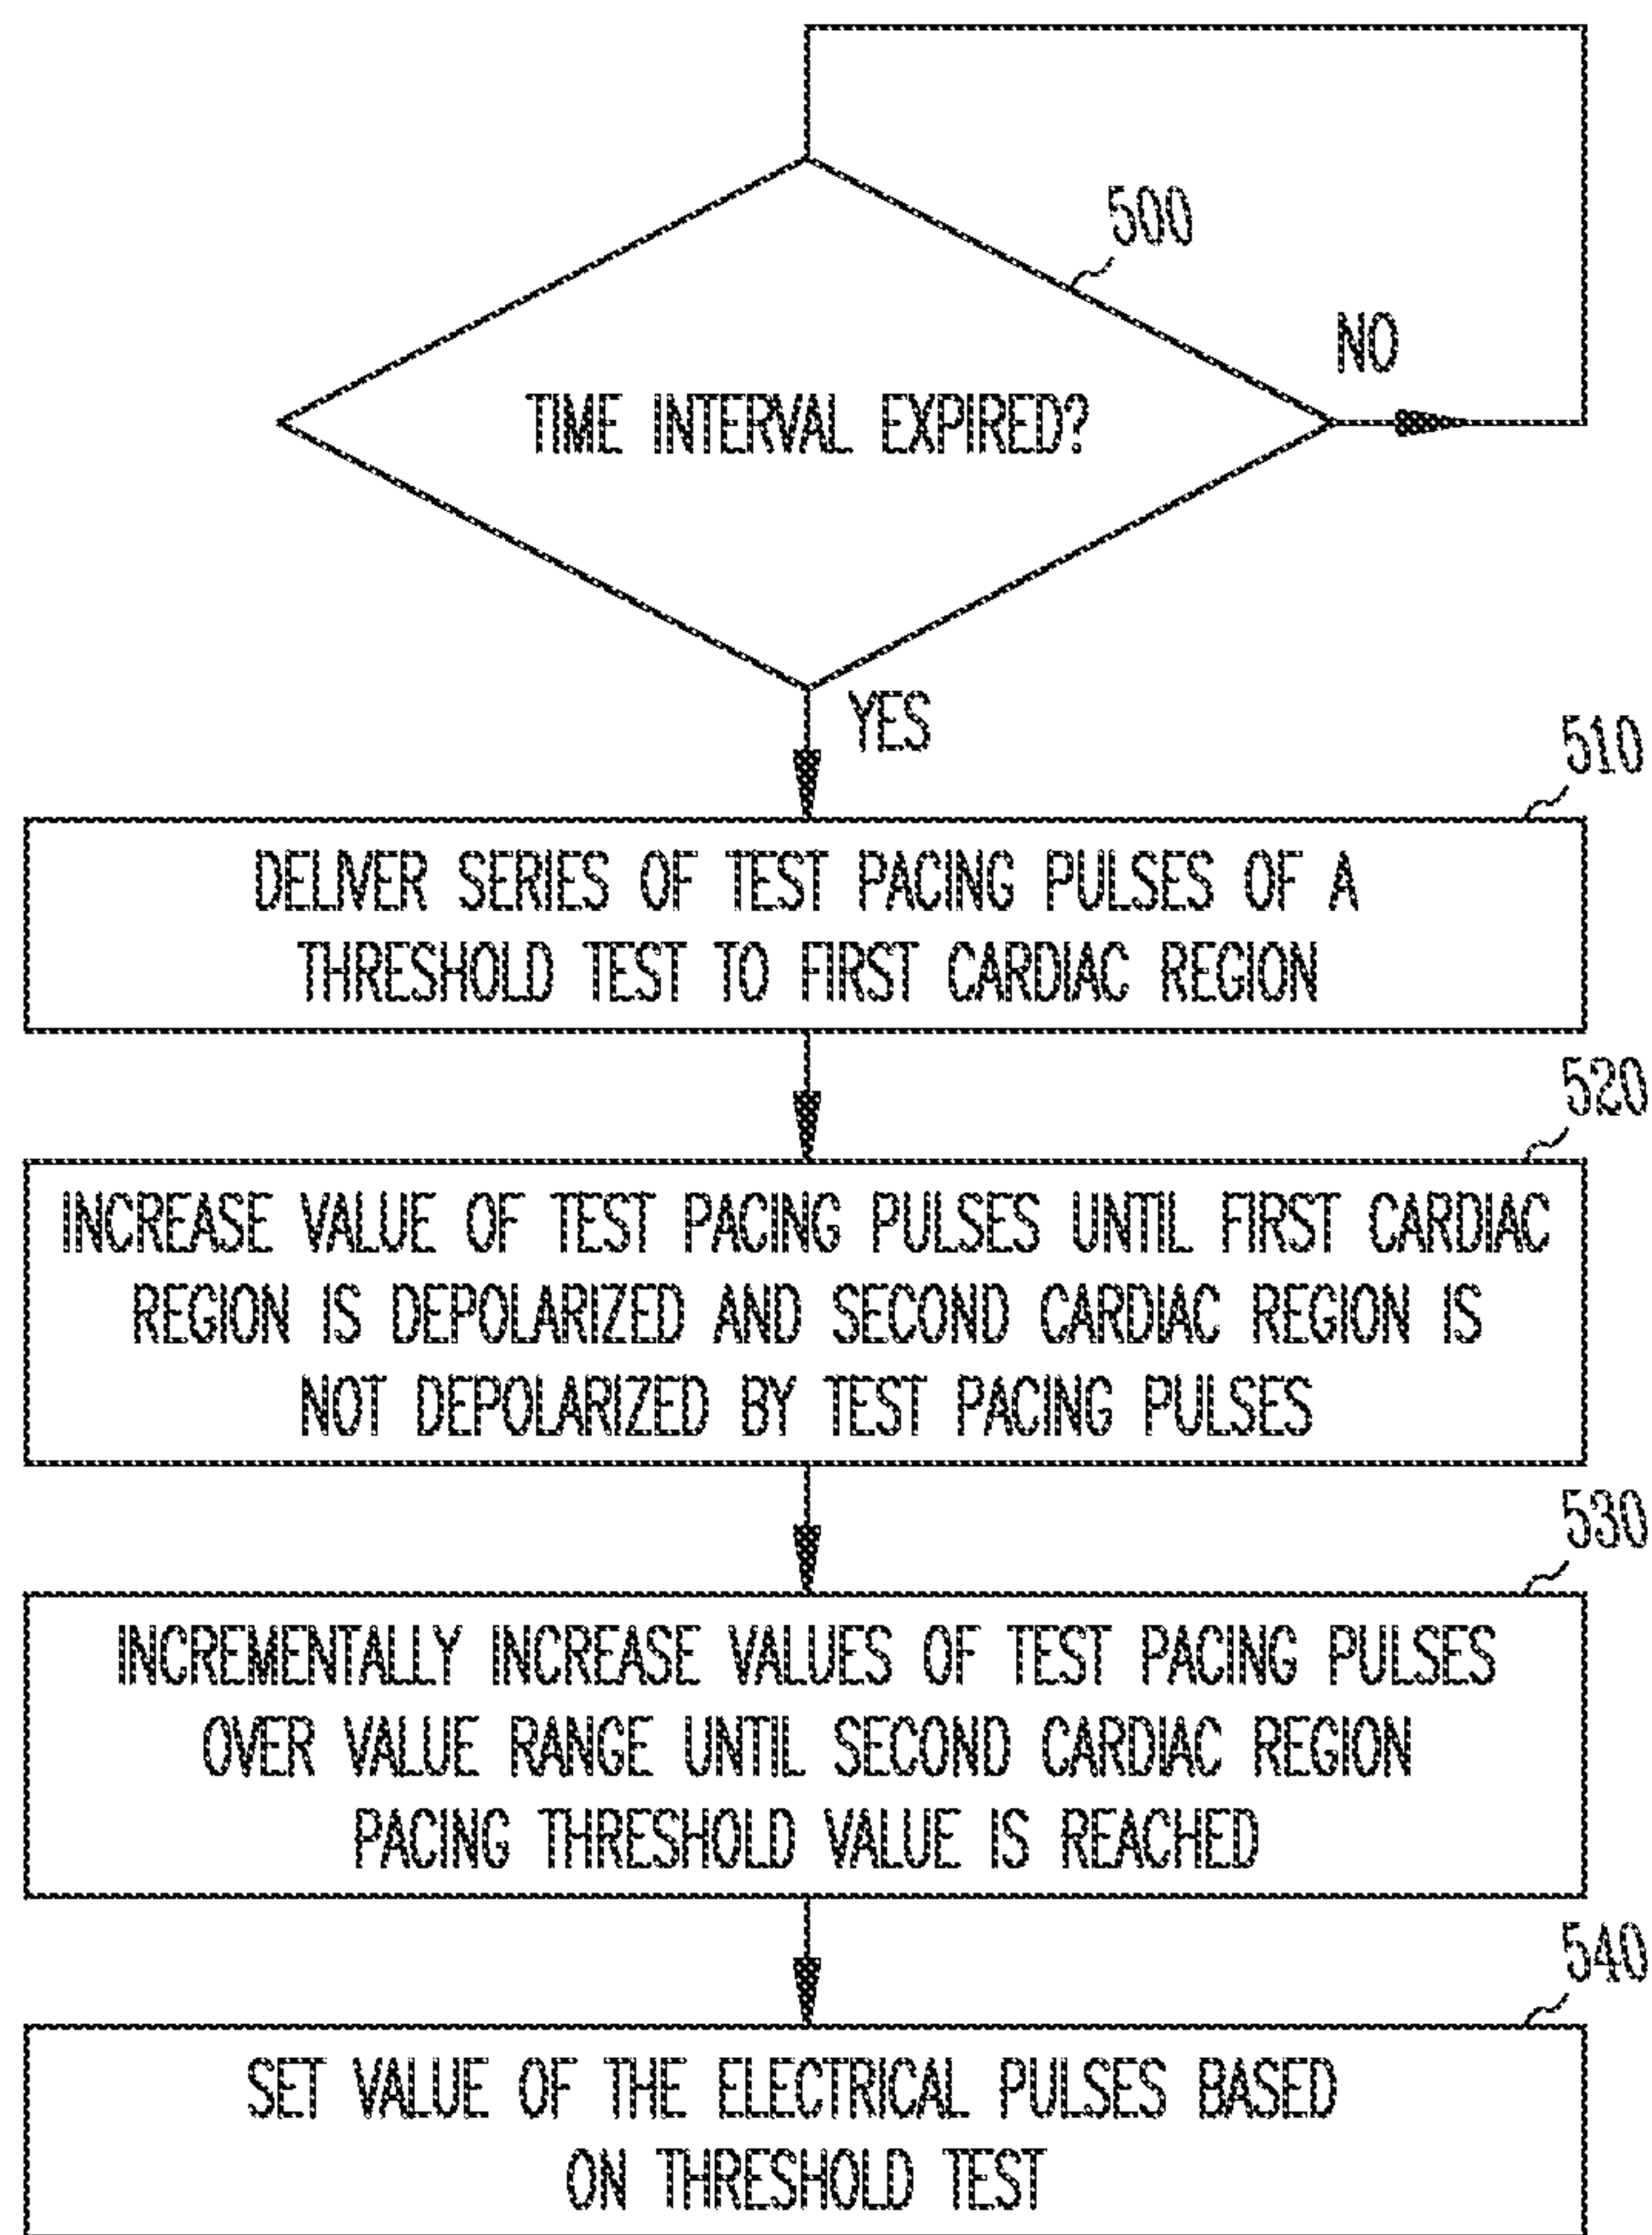 500
NO
TIME INTERVAL EXPIRED?
YES
510
DELIVER SERIES OF TEST PACING PULSES OF A
THRESHOLD TEST TO FIRST CARDIAC REGION
520
INCREASE VALUE OF TEST PACING PULSES UNTIL FIRST CARDIAC
REGION IS DEPOLARIZED AND SECOND CARDIAC REGION IS
NOT DEPOLARIZED BY TEST PACING PULSES
530
INCREMENTALLY INCREASE VALUES OF TEST PACING PULSES
OVER VALUE RANGE UNTIL SECOND CARDIAC REGION
PACING THRESHOLD VALUE IS REACHED
540
SET VALUE OF THE ELECTRICAL PULSES BASED
ON THRESHOLD TEST